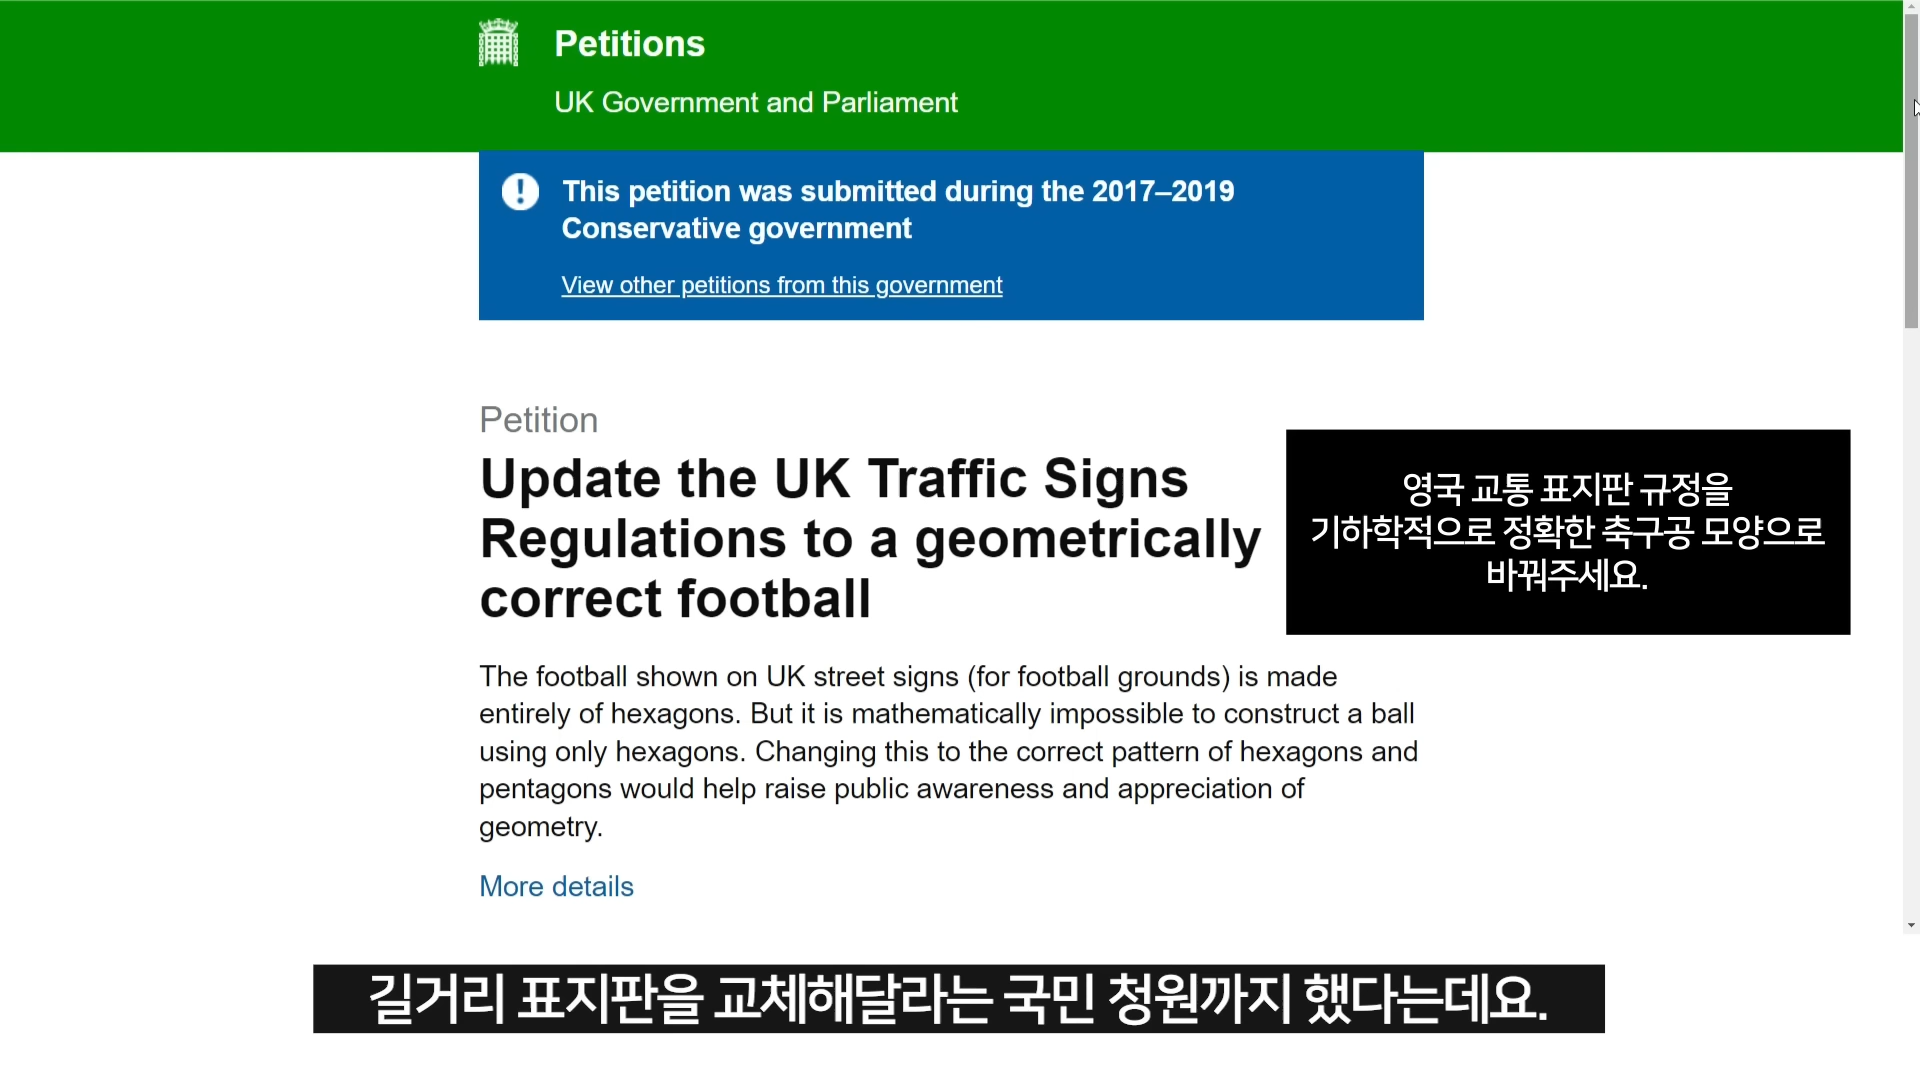 Petitions
UK Government and Parliament
This petition was submitted during the 2017–2019
Conservative government
View other petitions from this government
Petition
Update the UK Traffic Signs
Regulations to a geometrically
correct football
영국 교통 표지판 규정을
기하학적으로 정확한 축구공 모양으로
바꿔주세요.
The football shown on UK street signs (for football grounds) is made
entirely of hexagons. But it is mathematically impossible to construct a ball
using only hexagons. Changing this to the correct pattern of hexagons and
pentagons would help raise public awareness and appreciation of
geometry.
More details
길거리 표지판을 교체해달라는 국민 청원까지 했다는데요.